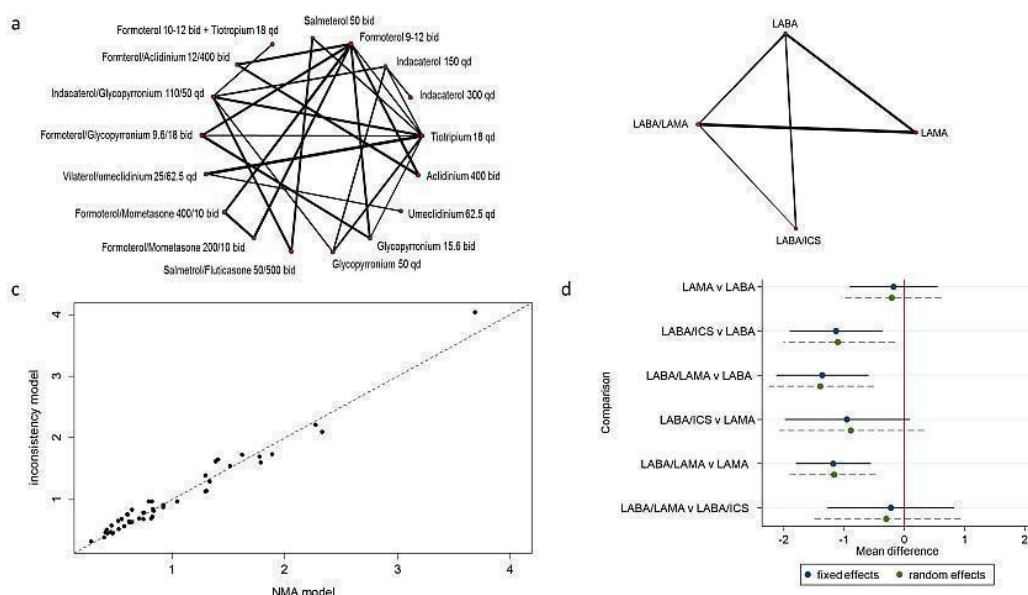 a
Salmeterol 50 bid
Formoterol 10-12 bid + Tiotropium 18 qd
Formoterol 9-12 bid
Formterol/Aclidinium 12/400 bid
Indacaterol 150 qd
Indacaterol/Glycopyrronium 110/50 qd
Indacaterol 300 qd
Formoterol/Glycopyrronium 9.6/18 bid
Tiotripium 18 qd
Vilaterol/umeclidinium 25/62.5 qd
Aclidinium 400 bid
Formoterol/Mometasone 400/10 bid
Umeclidinium 62.5 qd
Formoterol/Mometasone 200/10 bid
Glycopyrronium 15.6 bid
Salmetrol/Fluticasone 50/500 bid
Glycopyrronium 50 qd
LABA
LABA/LAMA
LAMA
LABA/ICS
c
inconsistency model
4
3
2
1
1
2
3
4
NMA model
d
Comparison
LAMA v LABA
LABA/ICS v LABA
LABA/LAMA v LABA
LABA/ICS v LAMA
LABA/LAMA v LAMA
LABA/LAMA v LABA/ICS
-2
-1
0
1
2
Mean difference
fixed effects
random effects